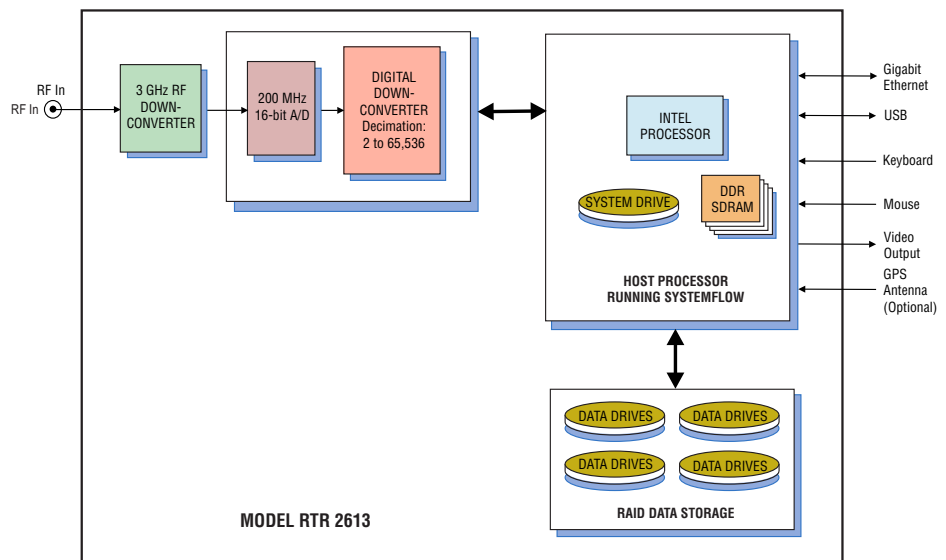 RF In
RF In
3 GHz RF
DOWN-
CONVERTER
200 MHz
16-bit A/D
DIGITAL
DOWN-
CONVERTER
Decimation:
2 to 65,536
INTEL
PROCESSOR
SYSTEM DRIVE
DDR
SDRAM
HOST PROCESSOR
RUNNING SYSTEMFLOW
Gigabit
Ethernet
USB
Keyboard
Mouse
Video
Output
GPS
Antenna
(Optional)
DATA DRIVES
DATA DRIVES
DATA DRIVES
DATA DRIVES
RAID DATA STORAGE
MODEL RTR 2613